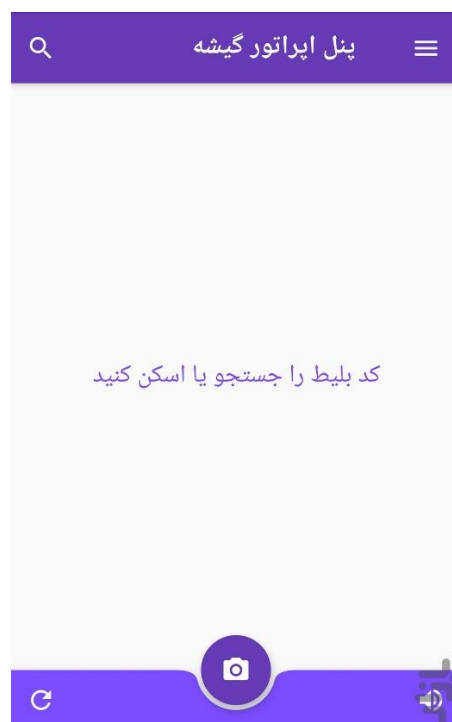 پنل اپراتور گیشه
کد بلیط را جستجو یا اسکن کنید